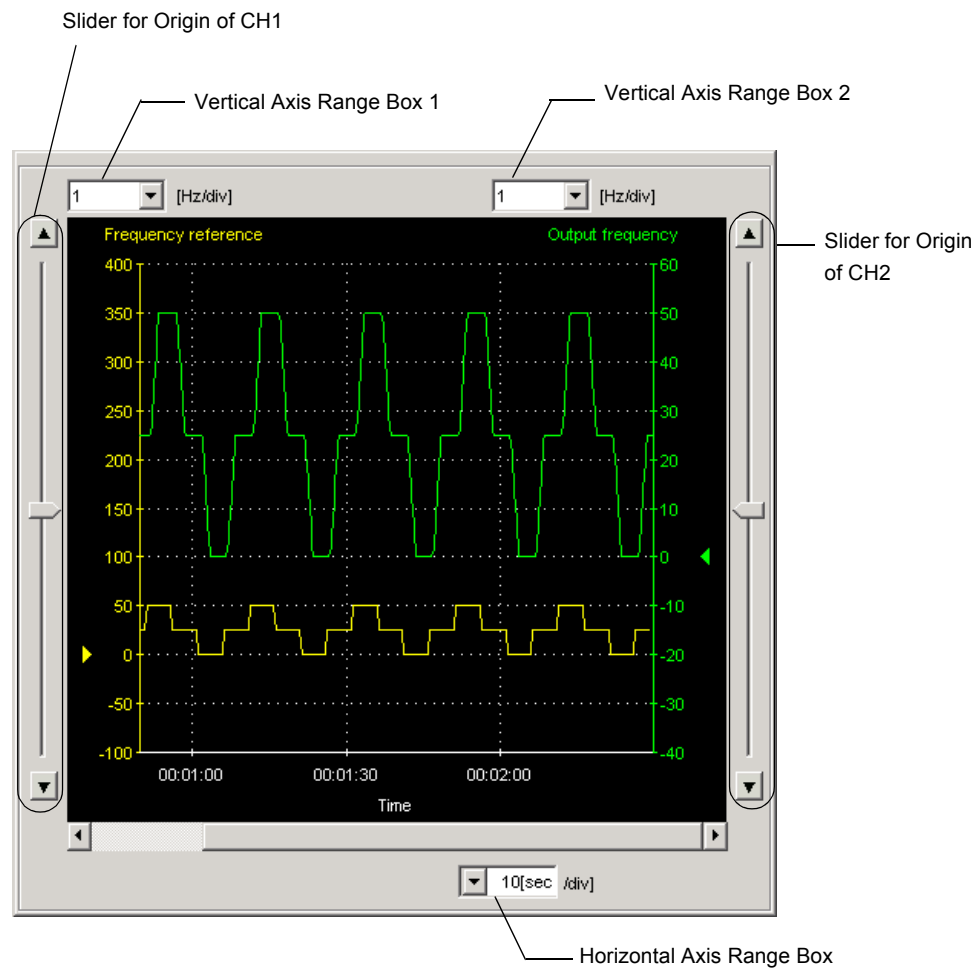 Slider for Origin of CH1
Vertical Axis Range Box 1
Vertical Axis Range Box 2
1 [Hz/div]
1 [Hz/div]
Slider for Origin
of CH2
Frequency reference
Output frequency
400
350
300
250
200
150
100
50
0
-50
-100
60
50
40
30
20
10
0
-10
-20
-30
-40
00:01:00 00:01:30 00:02:00
Time
10[sec /div]
Horizontal Axis Range Box